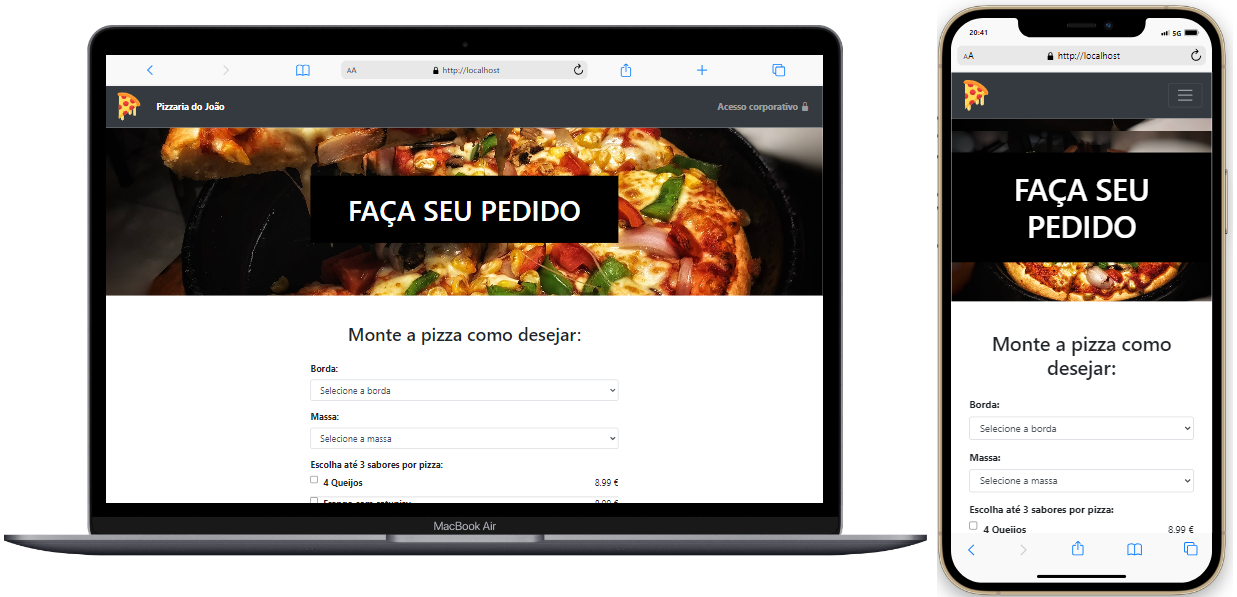 AA
http://localhost
Pizzaria do João
Acesso corporativo
FAÇA SEU PEDIDO
Monte a pizza como desejar:
Borda:
Selecione a borda
Massa:
Selecione a massa
Escolha até 3 sabores por pizza:
4 Queijos 8.99 €
Frango com catupiry 8.99 €
MacBook Air
20:41 5G
AA
http://localhost
FAÇA SEU
PEDIDO
Monte a pizza como
desejar:
Borda:
Selecione a borda
Massa:
Selecione a massa
Escolha até 3 sabores por pizza:
4 Queijos 8.99 €